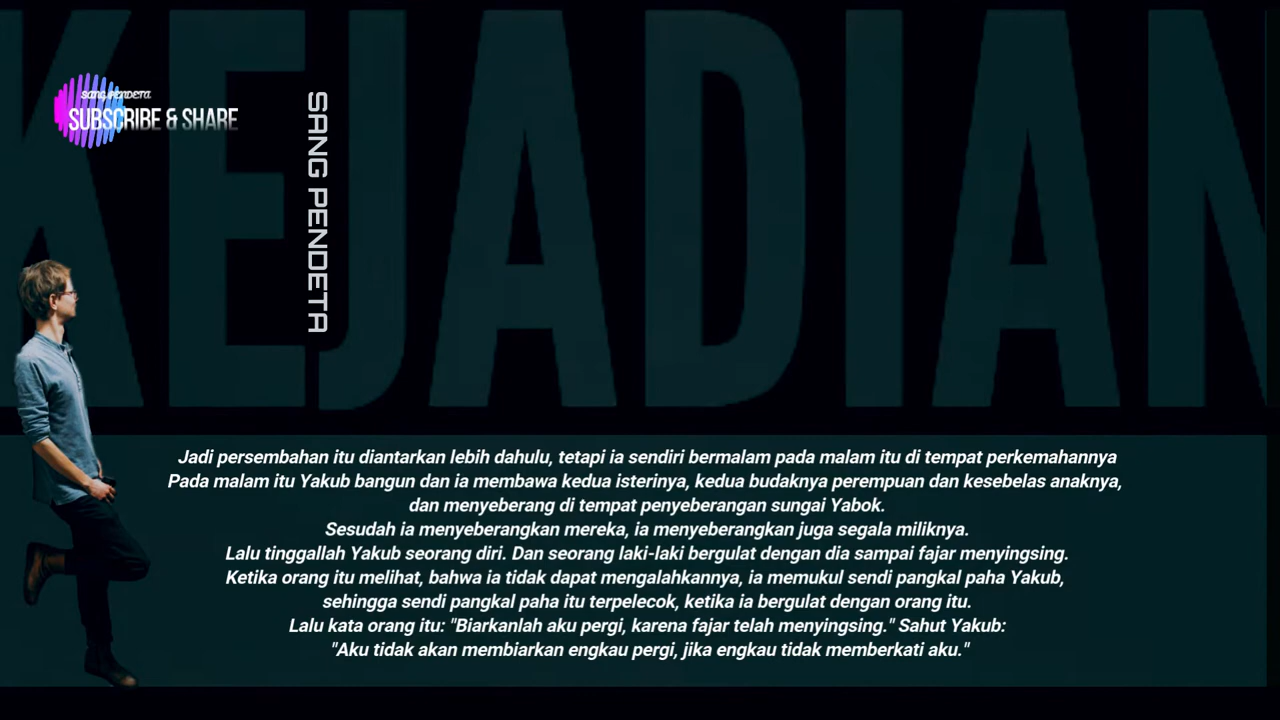 KEJADIAN
sang pendeta
SUBSCRIBE & SHARE
SANG PENDETA
Jadi persembahan itu diantarkan lebih dahulu, tetapi ia sendiri bermalam pada malam itu di tempat perkemahannya
Pada malam itu Yakub bangun dan ia membawa kedua isterinya, kedua budaknya perempuan dan kesebelas anaknya,
dan menyeberang di tempat penyeberangan sungai Yabok.
Sesudah ia menyeberangkan mereka, ia menyeberangkan juga segala miliknya.
Lalu tinggallah Yakub seorang diri. Dan seorang laki-laki bergulat dengan dia sampai fajar menyingsing.
Ketika orang itu melihat, bahwa ia tidak dapat mengalahkannya, ia memukul sendi pangkal paha Yakub,
sehingga sendi pangkal paha itu terpelecok, ketika ia bergulat dengan orang itu.
Lalu kata orang itu: "Biarkanlah aku pergi, karena fajar telah menyingsing." Sahut Yakub:
"Aku tidak akan membiarkan engkau pergi, jika engkau tidak memberkati aku."